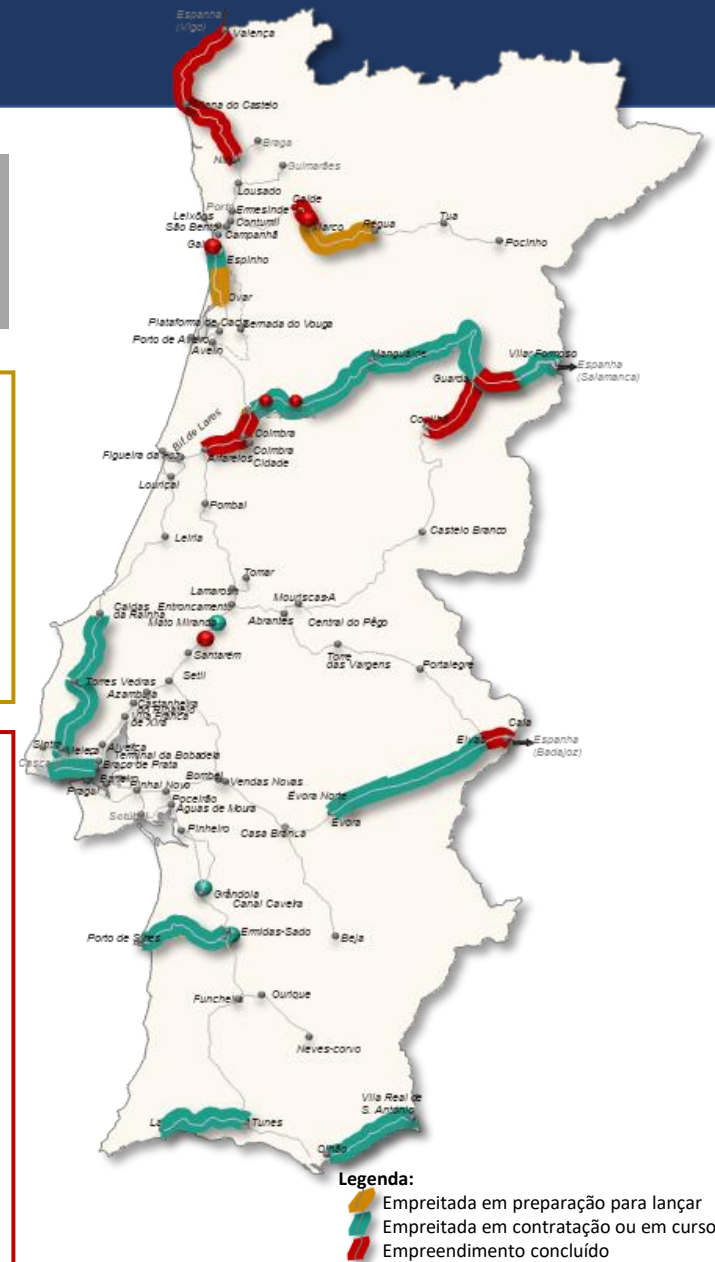 Espanha
(Vigo)
Valença
Viana do Castelo
Braga
Nine
Guimarães
Lousado
Caíde
Porto
Ermesinde
Leixões
Contumil
São Bento
Campanhã
Marco
Régua
Tua
Pocinho
Espinho
Ovar
Plataforma de Cacia
Sernada do Vouga
Porto de Aveiro
Aveiro
Mangualde
Vilar Formoso
Espanha
(Salamanca)
Guarda
Bif. de Lares
Coimbra
Figueira da Foz
Alfarelos
Coimbra
Cidade
Louriçal
Pombal
Leiria
Castelo Branco
Tomar
Lamarosa
Entroncamento
Mouriscas-A
Caldas
da Rainha
Mato Miranda
Abrantes
Central do Pêgo
Santarém
Torre
das Vargens
Portalegre
Setil
Torres Vedras
Azambuja
Castanheira
do Ribatejo
Vila Franca
de Xira
Caia
Elvas
Espanha
(Badajoz)
Sintra
Meleça
Alverca
Terminal da Bobadela
Braço de Prata
Barreiro
Pragal
Pinhal Novo
Bombel
Vendas Novas
Évora Norte
Poceirão
Águas de Moura
Évora
Pinheiro
Casa Branca
Grândola
Canal Caveira
Porto de Sines
Ermidas-Sado
Beja
Funcheira
Ourique
Neves-corvo
Vila Real de
S. António
Tunes
Olhão
Legenda:
Empreitada em preparação para lançar
Empreitada em contratação ou em curso
Empreendimento concluído